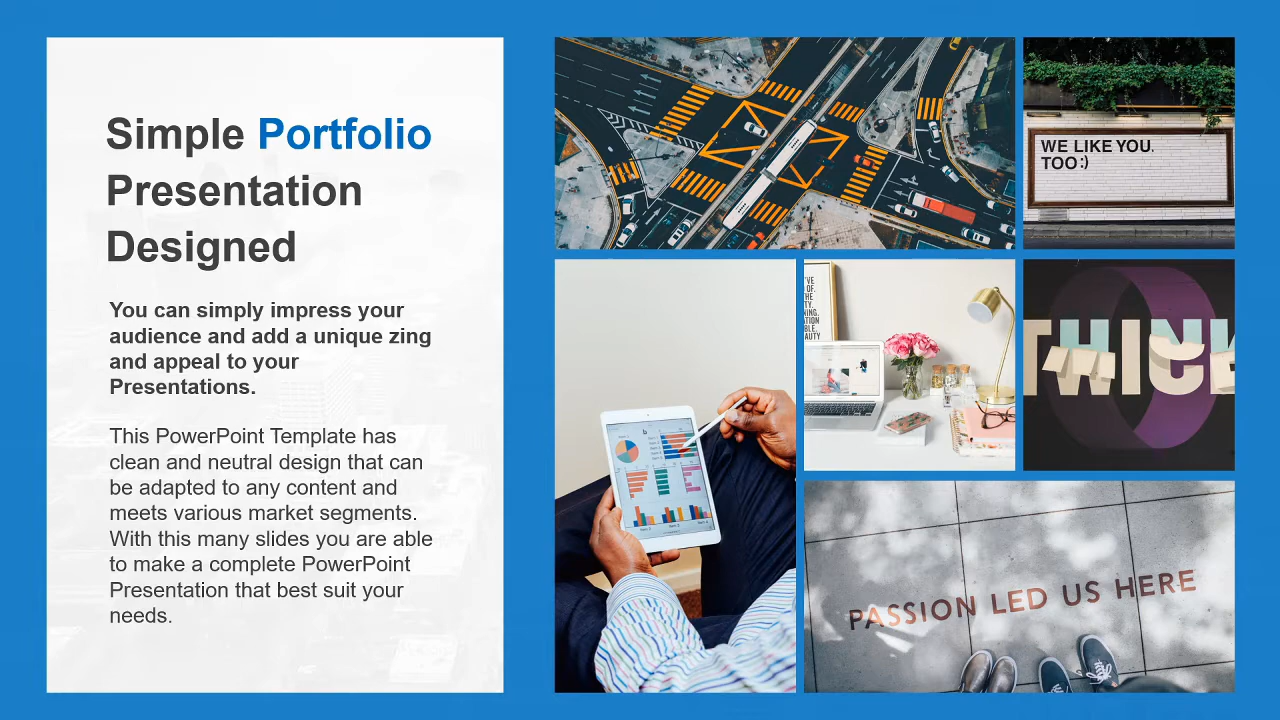 Simple Portfolio
Presentation
Designed
You can simply impress your
audience and add a unique zing
and appeal to your
Presentations.
This PowerPoint Template has
clean and neutral design that can
be adapted to any content and
meets various market segments.
With this many slides you are able
to make a complete PowerPoint
Presentation that best suit your
needs.
WE LIKE YOU.
TOO:)
THINK
PASSION LED US HERE